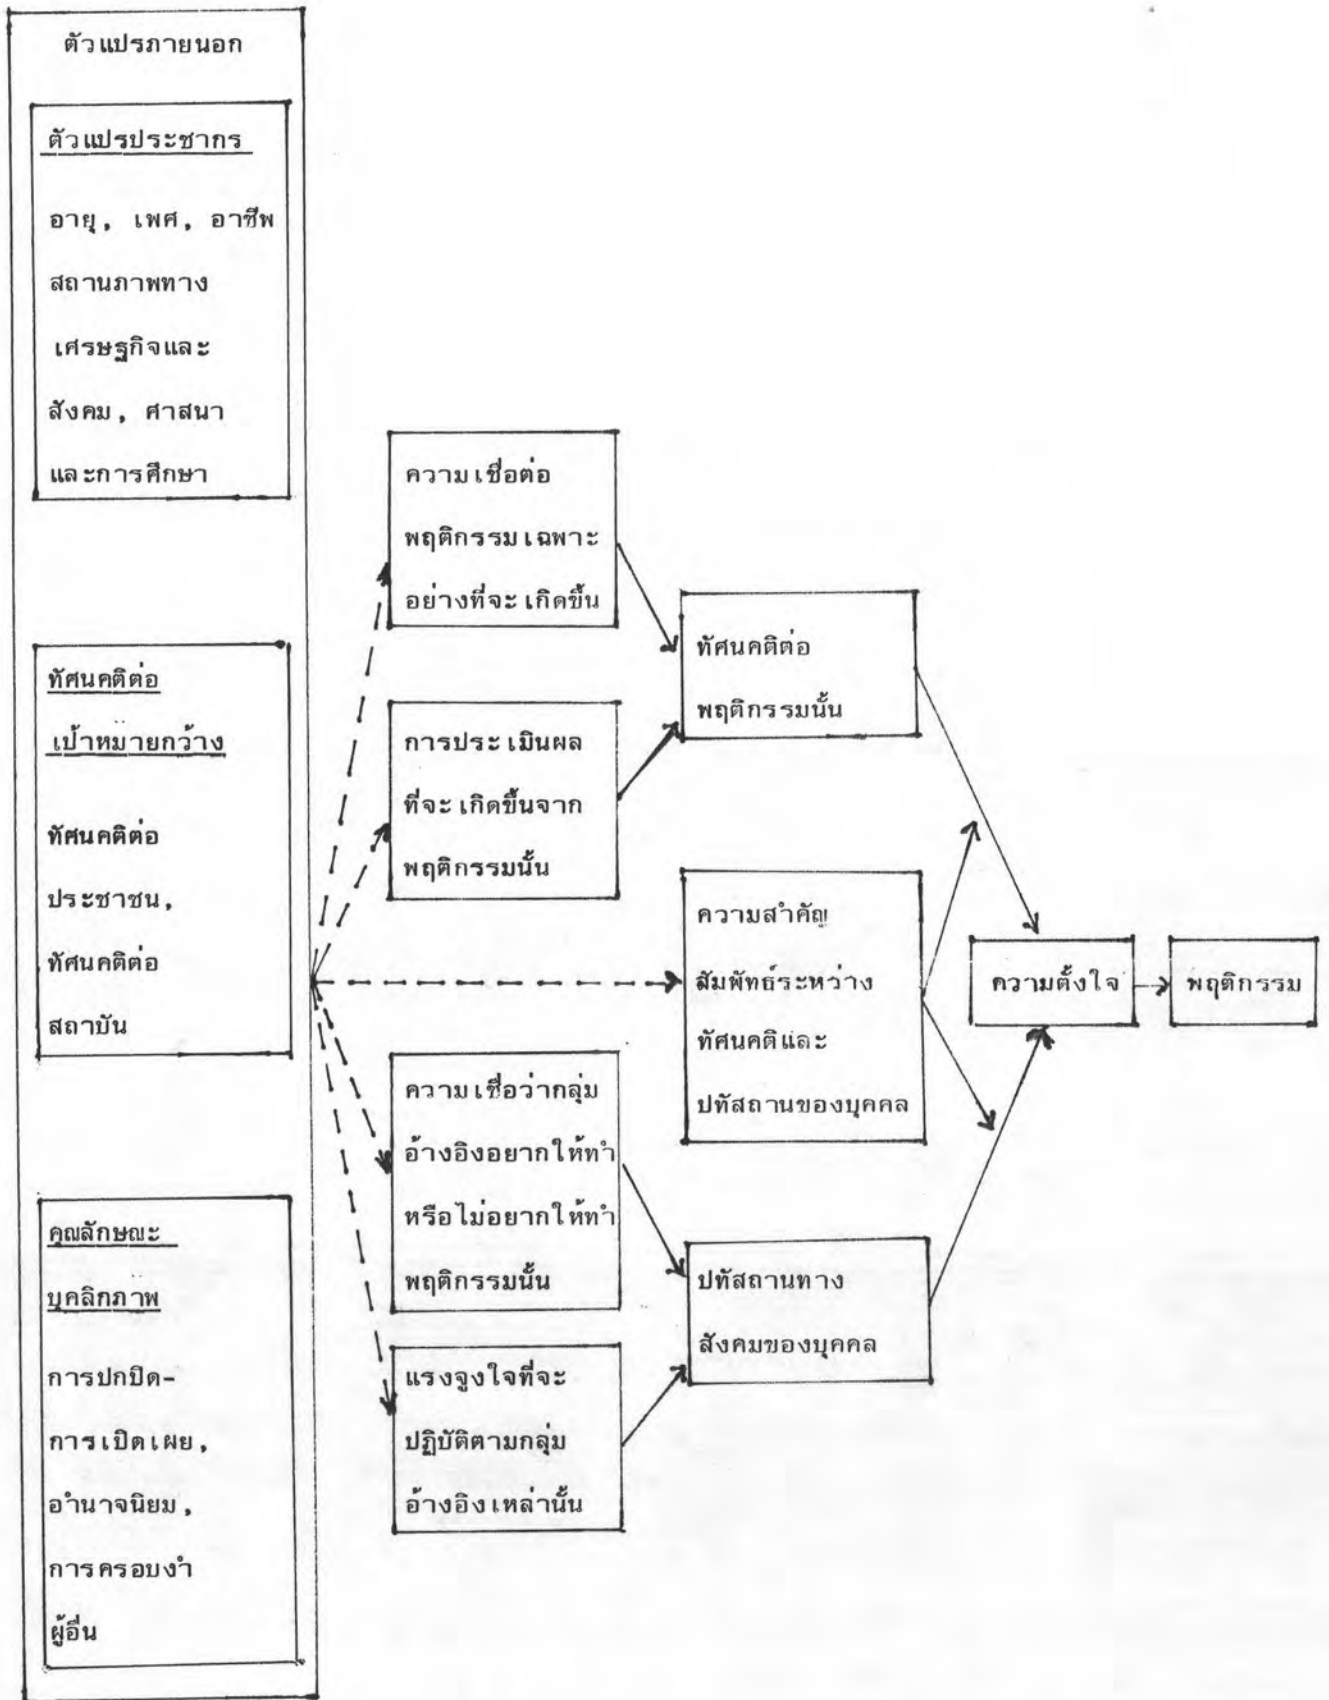 ตัวแปรภายนอก
ตัวแปรประชากร
อายุ, เพศ, อาชีพ
สถานภาพทาง
เศรษฐกิจและ
สังคม, ศาสนา
และการศึกษา
ทัศนคติต่อ
เป้าหมายกว้าง
ทัศนคติต่อ
ประชาชน,
ทัศนคติต่อ
สถาบัน
คุณลักษณะ
บุคลิกภาพ
การปกปิด-
การเปิดเผย,
อำนาจนิยม,
การครอบงำ
ผู้อื่น
ความเชื่อต่อ
พฤติกรรมเฉพาะ
อย่างที่จะเกิดขึ้น
การประเมินผล
ที่จะเกิดขึ้นจาก
พฤติกรรมนั้น
ความเชื่อว่ากลุ่ม
อ้างอิงอยากให้ทำ
หรือไม่อยากให้ทำ
พฤติกรรมนั้น
แรงจูงใจที่จะ
ปฏิบัติตามกลุ่ม
อ้างอิงเหล่านั้น
ทัศนคติต่อ
พฤติกรรมนั้น
ความสำคัญ
สัมพัทธ์ระหว่าง
ทัศนคติและ
ปทัสถานของบุคคล
ปทัสถานทาง
สังคมของบุคคล
ความตั้งใจ
พฤติกรรม